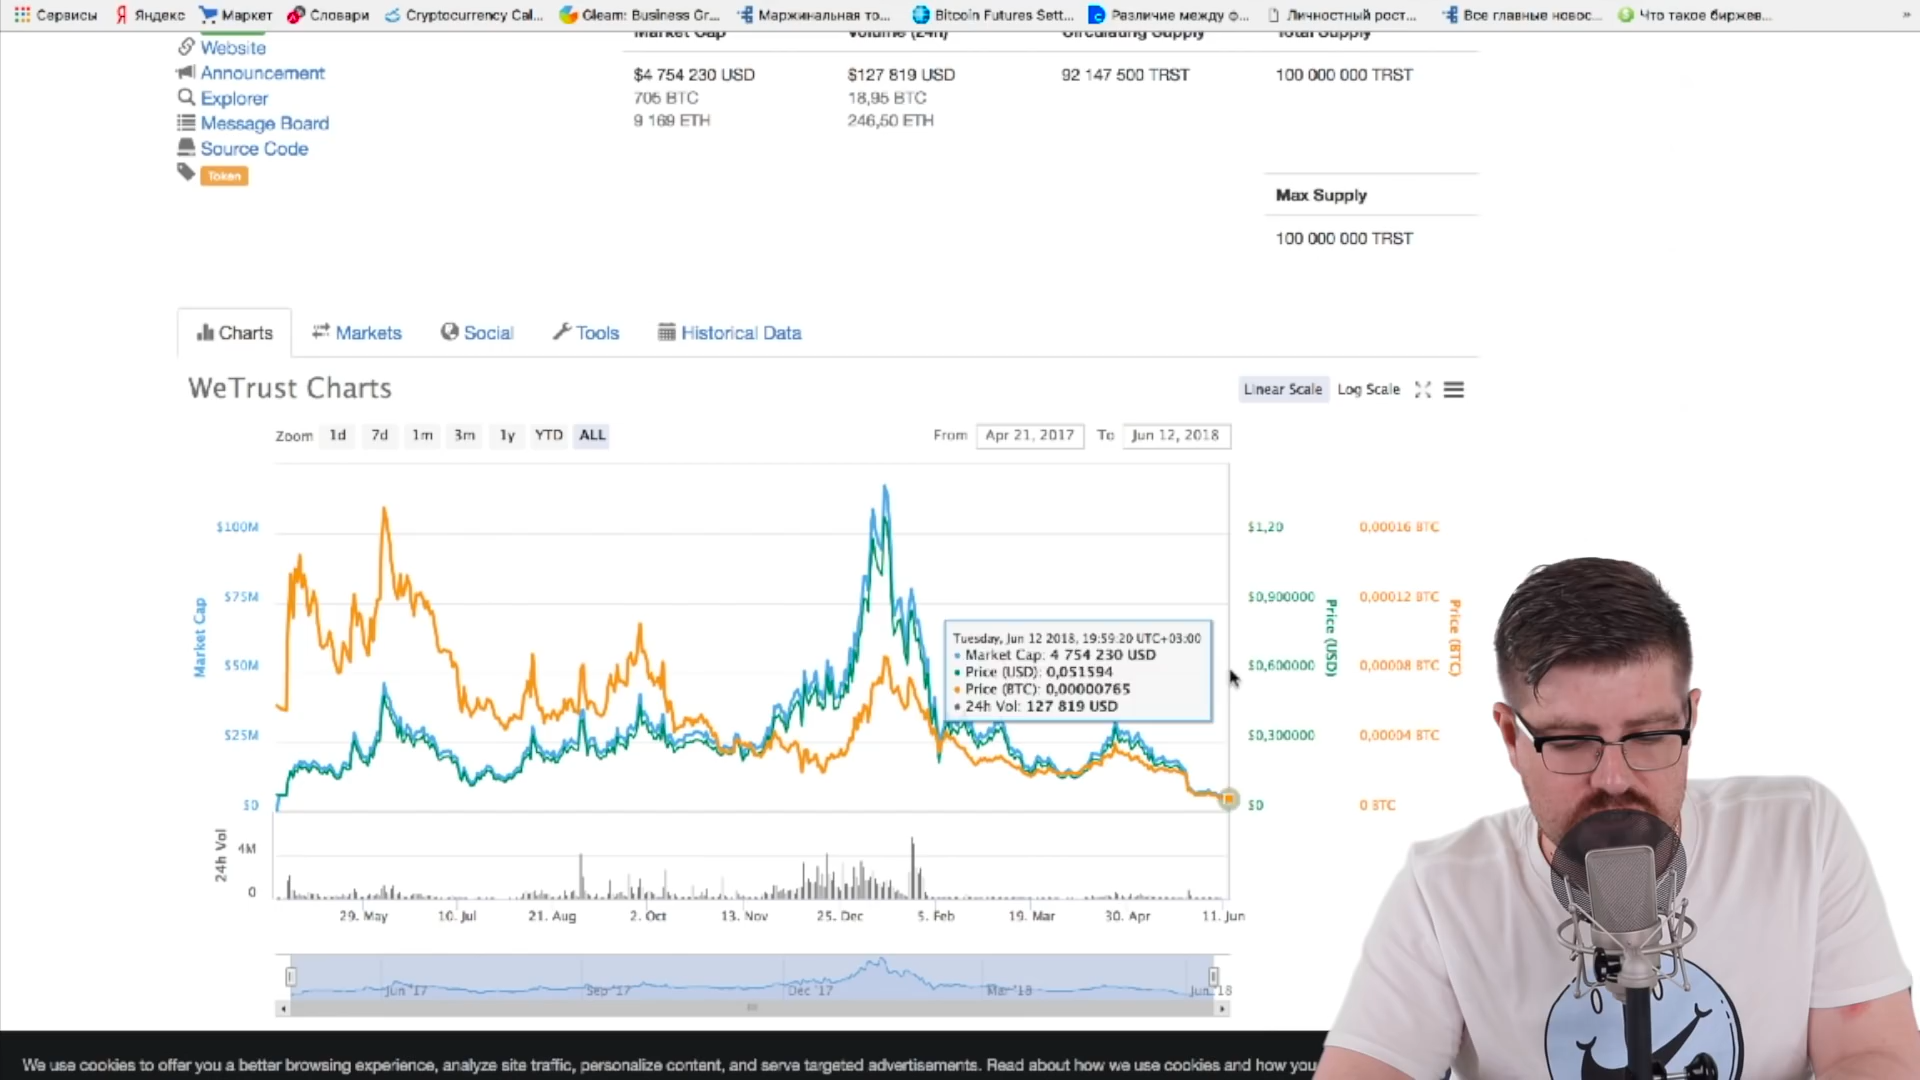 Сервисы Яндекс Маркет Словари Cryptocurrency Cal... Gleam: Business Gr... Маржинальная то... Bitcoin Futures Sett... Различие между ф... Личностный рост... Все главные новос... Что такое биржев... »
Market Cap Volume (24h) Circulating Supply Total Supply
Website
$4 754 230 USD $127 819 USD 92 147 500 TRST 100 000 000 TRST
Announcement
705 BTC 18,95 BTC
Explorer
9 169 ETH 246,50 ETH
Message Board
Source Code
Token
Max Supply
100 000 000 TRST
Charts Markets Social Tools Historical Data
WeTrust Charts
Linear Scale Log Scale
Zoom 1d 7d 1m 3m 1y YTD ALL
From Apr 21, 2017 To Jun 12, 2018
$100M $1,20 0,00016 BTC
$75M $0,900000 0,00012 BTC
Market Cap
Price (USD)
Price (BTC)
Tuesday, Jun 12 2018, 19:59:20 UTC+03:00
Market Cap: 4 754 230 USD
Price (USD): 0,051594
Price (BTC): 0,00000765
24h Vol: 127 819 USD
$50M $0,600000 0,00008 BTC
$25M $0,300000 0,00004 BTC
$0 $0 0 BTC
24h Vol
4M
0
29. May 10. Jul 21. Aug 2. Oct 13. Nov 25. Dec 5. Feb 19. Mar 30. Apr 11. Jun
Jun '17 Sep '17 Dec '17 Mar '18 Jun '18
We use cookies to offer you a better browsing experience, analyze site traffic, personalize content, and serve targeted advertisements. Read about how we use cookies and how you